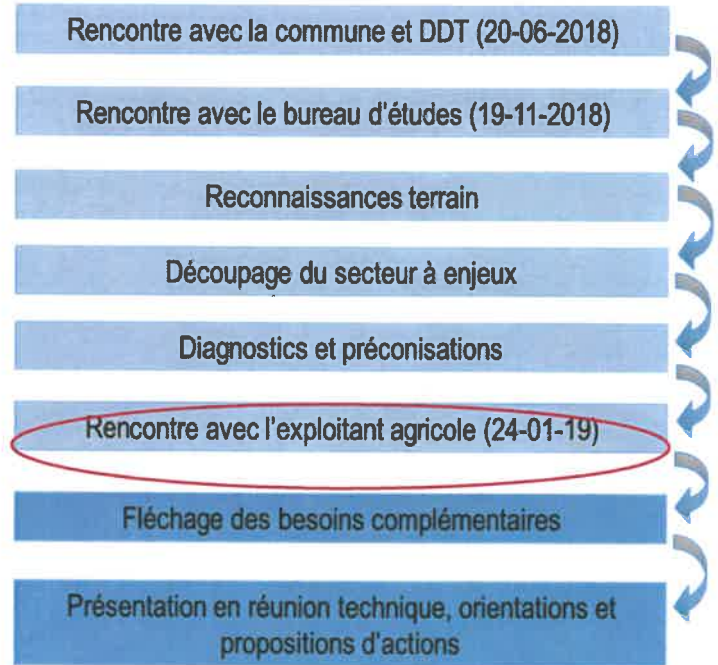 Rencontre avec la commune et DDT (20-06-2018)
Rencontre avec le bureau d'études (19-11-2018)
Reconnaissances terrain
Découpage du secteur à enjeux
Diagnostics et préconisations
Rencontre avec l'exploitant agricole (24-01-19)
Fléchage des besoins complémentaires
Présentation en réunion technique, orientations et
propositions d'actions